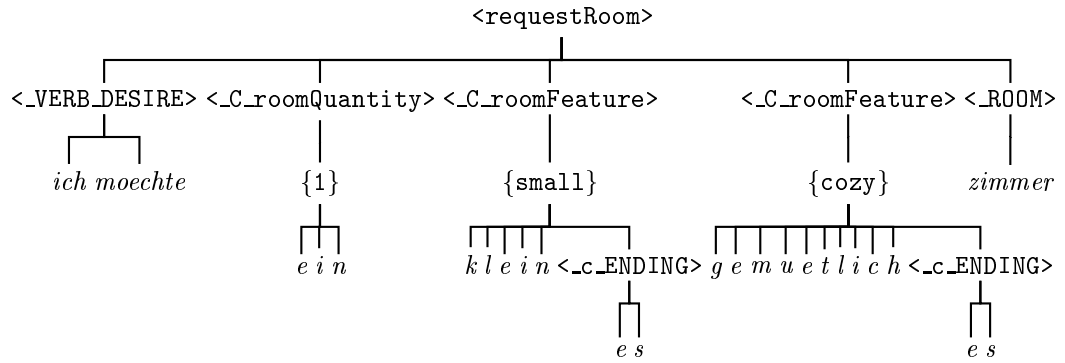 <requestRoom>
<_VERB_DESIRE> <_C_roomQuantity> <_C_roomFeature> <_C_roomFeature> <_ROOM>
ich moechte {1} {small} {cozy} zimmer
e i n k l e i n <_c_ENDING> g e m u e t l i c h <_c_ENDING>
e s e s